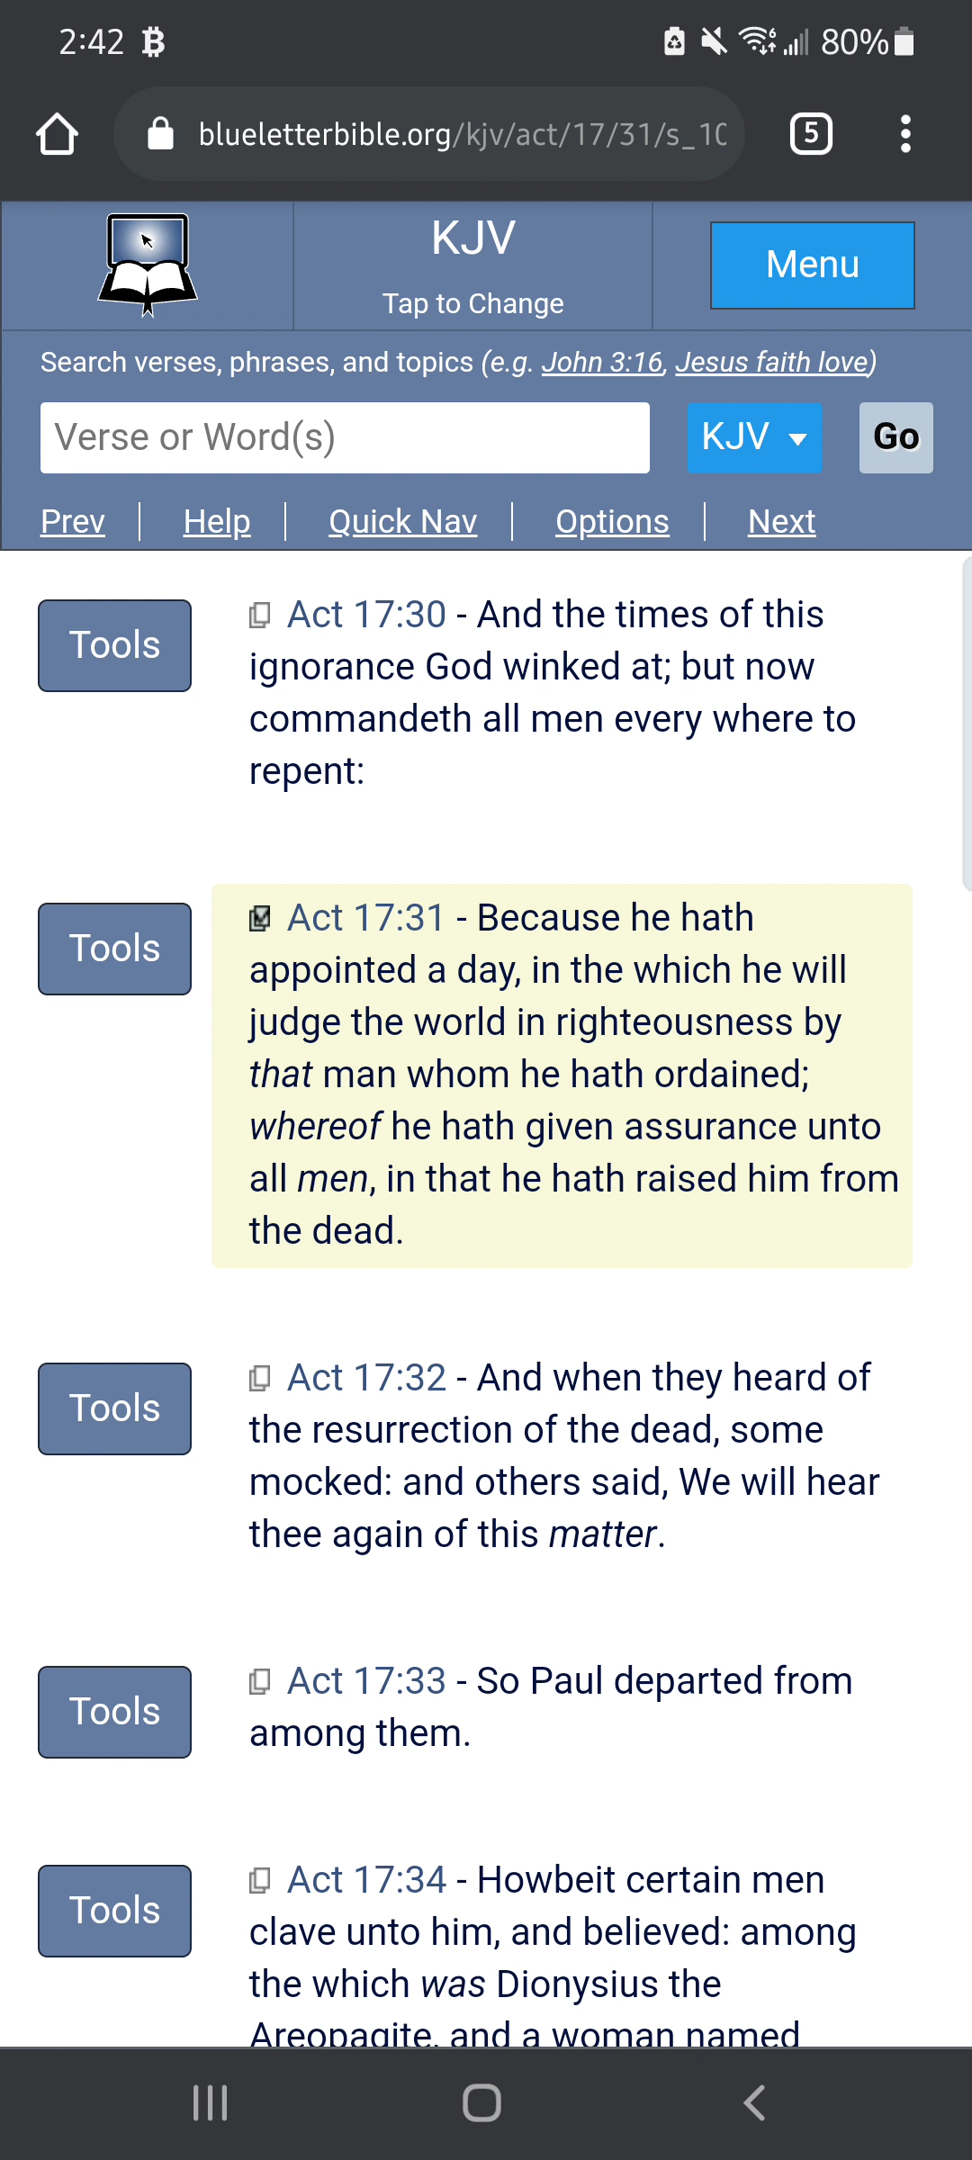 2:42
80%
blueletterbible.org/kjv/act/17/31/s_10
5
KJV
Tap to Change
Menu
Search verses, phrases, and topics (e.g. John 3:16, Jesus faith love)
Verse or Word(s)
KJV
Go
Prev
Help
Quick Nav
Options
Next
Tools
Act 17:30 - And the times of this
ignorance God winked at; but now
commandeth all men every where to
repent:
Tools
Act 17:31 - Because he hath
appointed a day, in the which he will
judge the world in righteousness by
that man whom he hath ordained;
whereof he hath given assurance unto
all men, in that he hath raised him from
the dead.
Tools
Act 17:32 - And when they heard of
the resurrection of the dead, some
mocked: and others said, We will hear
thee again of this matter.
Tools
Act 17:33 - So Paul departed from
among them.
Tools
Act 17:34 - Howbeit certain men
clave unto him, and believed: among
the which was Dionysius the
Areopagite, and a woman named